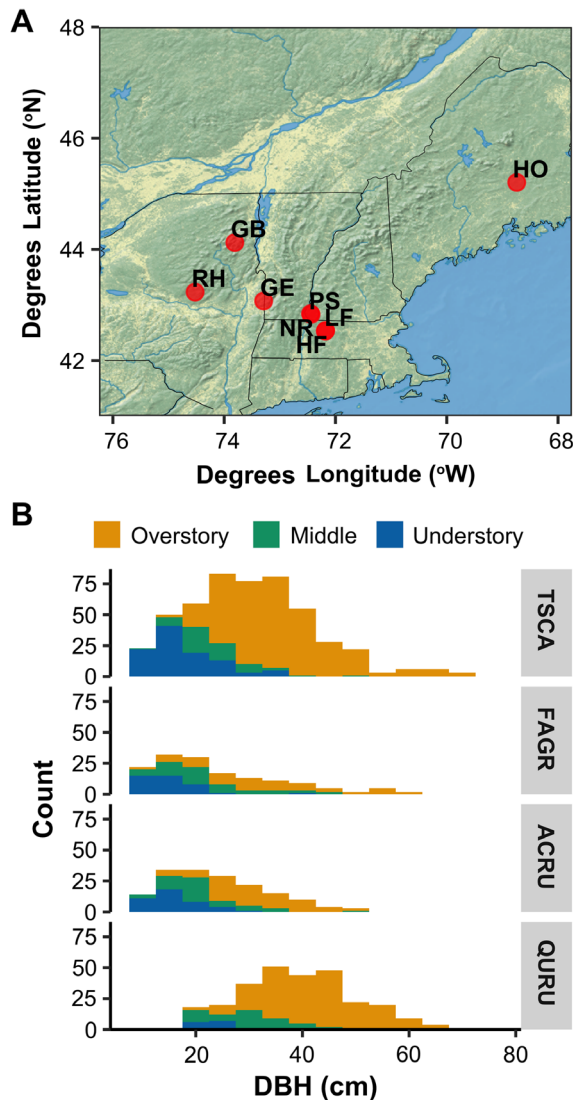 A
48
46
44
42
Degrees Latitude (°N)
HO
GB
RH
GE
PS
NR LF
HF
76 74 72 70 68
Degrees Longitude (°W)
B
Overstory Middle Understory
75
50
25
0
TSCA
75
50
25
0
FAGR
Count
75
50
25
0
ACRU
75
50
25
0
QURU
20 40 60 80
DBH (cm)